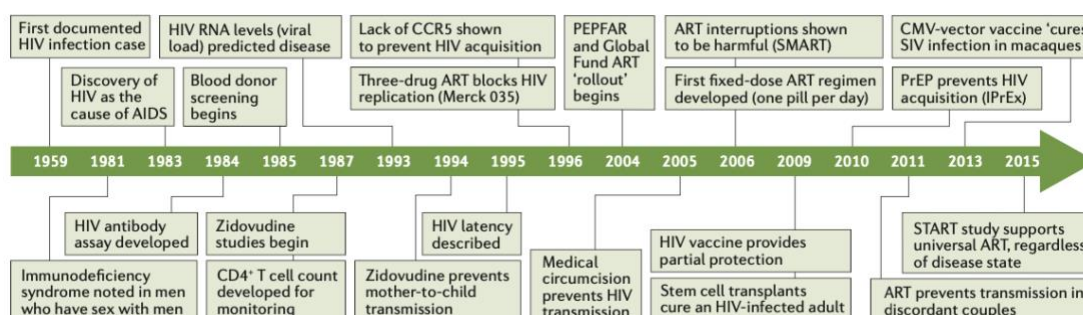 First documented
HIV infection case
HIV RNA levels (viral
load) predicted disease
Lack of CCR5 shown
to prevent HIV acquisition
PEPFAR
and Global
Fund ART
‘rollout’
begins
ART interruptions shown
to be harmful (SMART)
CMV-vector vaccine ‘cures’
SIV infection in macaques
Discovery of
HIV as the
cause of AIDS
Blood donor
screening
begins
Three-drug ART blocks HIV
replication (Merck 035)
First fixed-dose ART regimen
developed (one pill per day)
PrEP prevents HIV
acquisition (IPrEx)
1959 1981 1983 1984 1985 1987 1993 1994 1995 1996 2004 2005 2006 2009 2010 2011 2013 2015
HIV antibody
assay developed
Zidovudine
studies begin
HIV latency
described
HIV vaccine provides
partial protection
START study supports
universal ART, regardless
of disease state
Immunodeficiency
syndrome noted in men
who have sex with men
CD4+ T cell count
developed for
monitoring
Zidovudine prevents
mother-to-child
transmission
Medical
circumcision
prevents HIV
transmission
Stem cell transplants
cure an HIV-infected adult
ART prevents transmission in
discordant couples